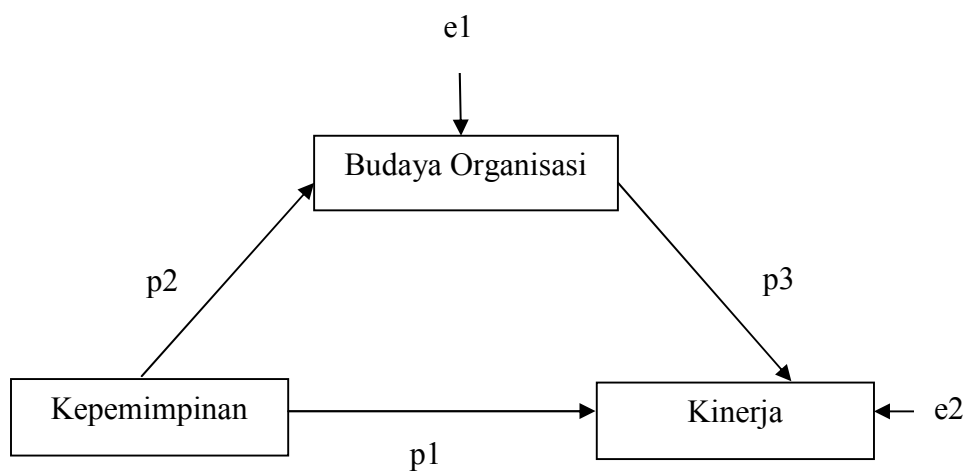 e1
Budaya Organisasi
p2
p3
Kepemimpinan
Kinerja
e2
p1